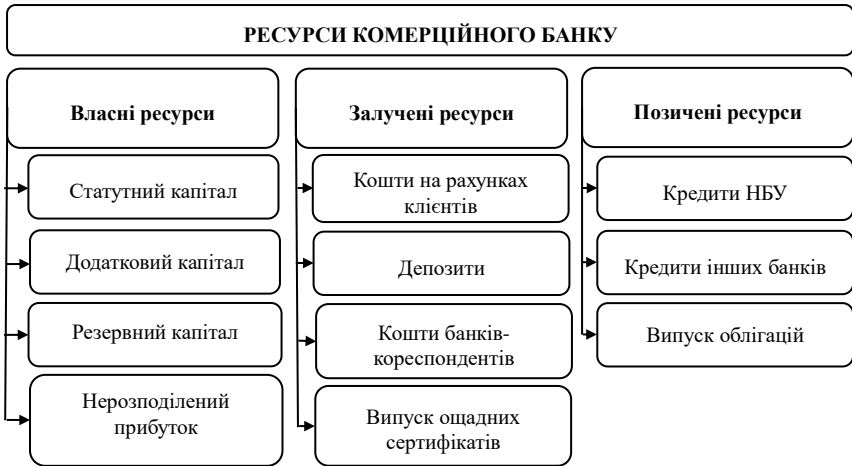 РЕСУРСИ КОМЕРЦІЙНОГО БАНКУ
Власні ресурси
Статутний капітал
Додатковий капітал
Резервний капітал
Нерозподілений
прибуток
Залучені ресурси
Кошти на рахунках
клієнтів
Депозити
Кошти банків-
кореспондентів
Випуск ощадних
сертифікатів
Позичені ресурси
Кредити НБУ
Кредити інших банків
Випуск облігацій